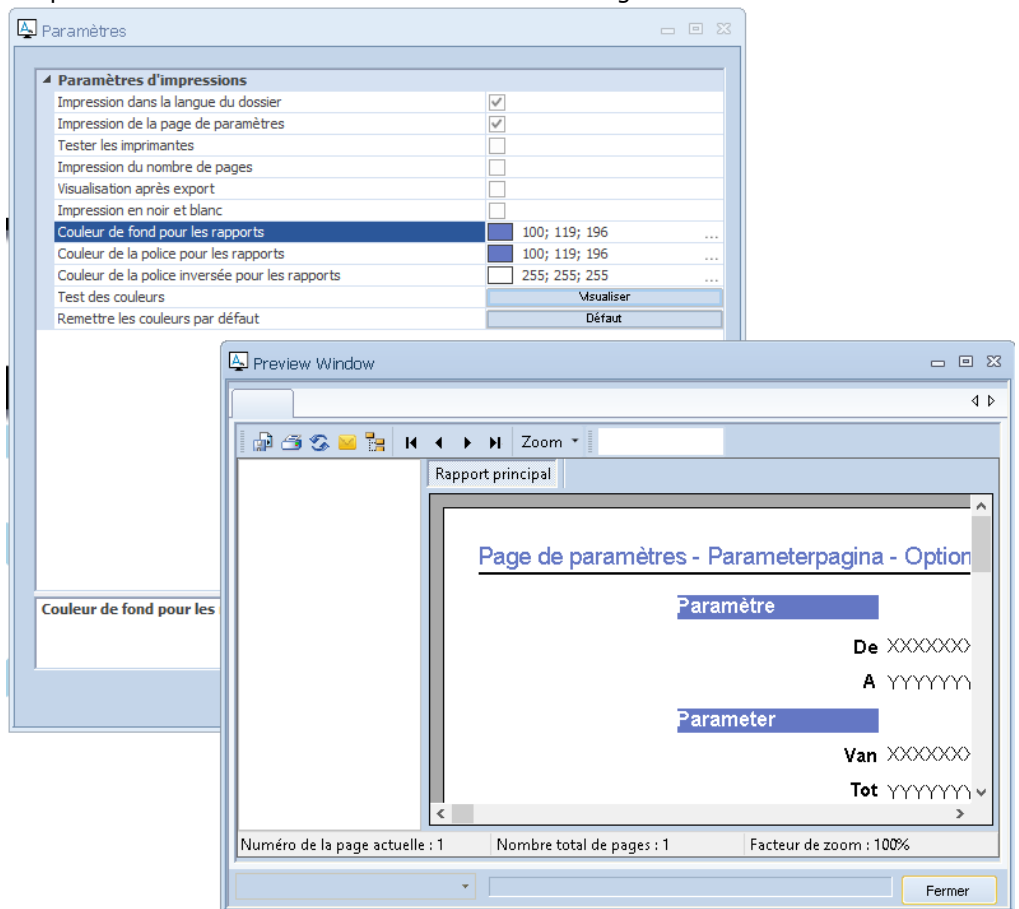 Paramètres
Paramètres d'impressions
Impression dans la langue du dossier
Impression de la page de paramètres
Tester les imprimantes
Impression du nombre de pages
Visualisation après export
Impression en noir et blanc
Couleur de fond pour les rapports 100; 119; 196 ...
Couleur de la police pour les rapports 100; 119; 196 ...
Couleur de la police inversée pour les rapports 255; 255; 255 ...
Test des couleurs Visualiser
Remettre les couleurs par défaut Défaut
Couleur de fond pour les
Preview Window
Zoom
Rapport principal
Page de paramètres - Parameterpagina - Option
Paramètre
De XXXXXXX
A YYYYYYY
Parameter
Van XXXXXXX
Tot YYYYYYY
Numéro de la page actuelle : 1 Nombre total de pages : 1 Facteur de zoom : 100%
Fermer